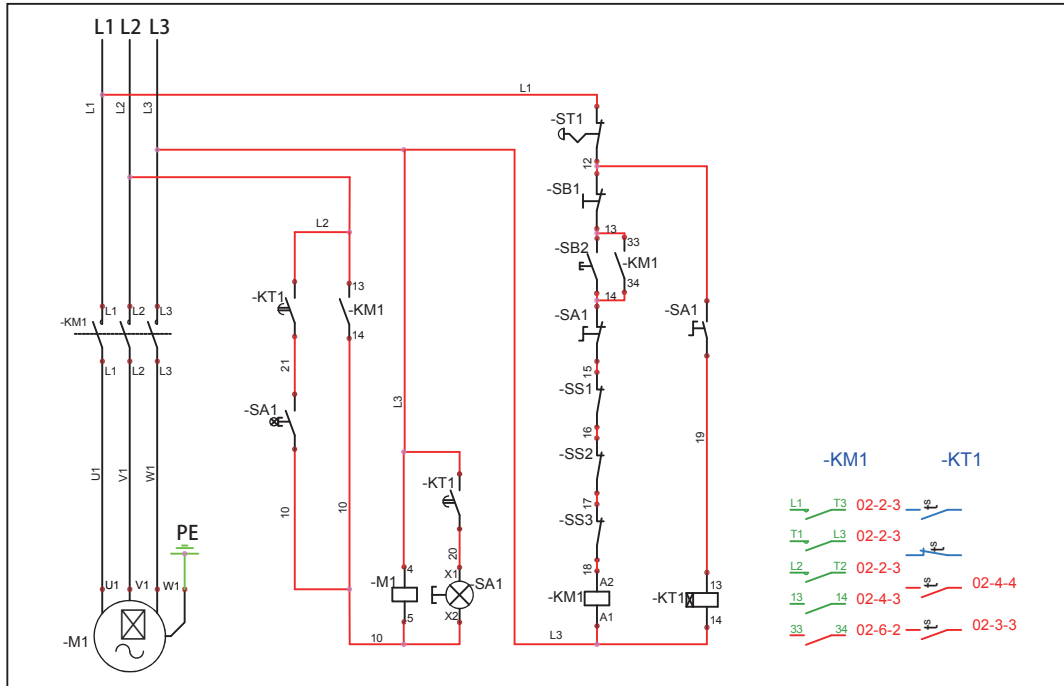 L1 L2 L3
L1
L1
L2
L3
-ST1
12
-SB1
L2
13
33
-SB2
-KM1
34
14
13
-KT1
-KM1
14
-SA1
-SA1
L1
L2
L3
-KM1
L1
L2
L3
21
15
-SS1
-SA1
L3
16
19
-SS2
U1
V1
W1
-KT1
-KM1
-KT1
10
10
17
-SS3
L1
T3
02-2-3
ts
PE
20
T1
L3
02-2-3
ts
18
U1
V1
W1
4
X1
A2
13
L2
T2
02-2-3
ts
02-4-4
-M1
-SA1
-KM1
-KT1
13
14
02-4-3
5
X2
A1
14
33
34
02-6-2
ts
02-3-3
-M1
10
L3